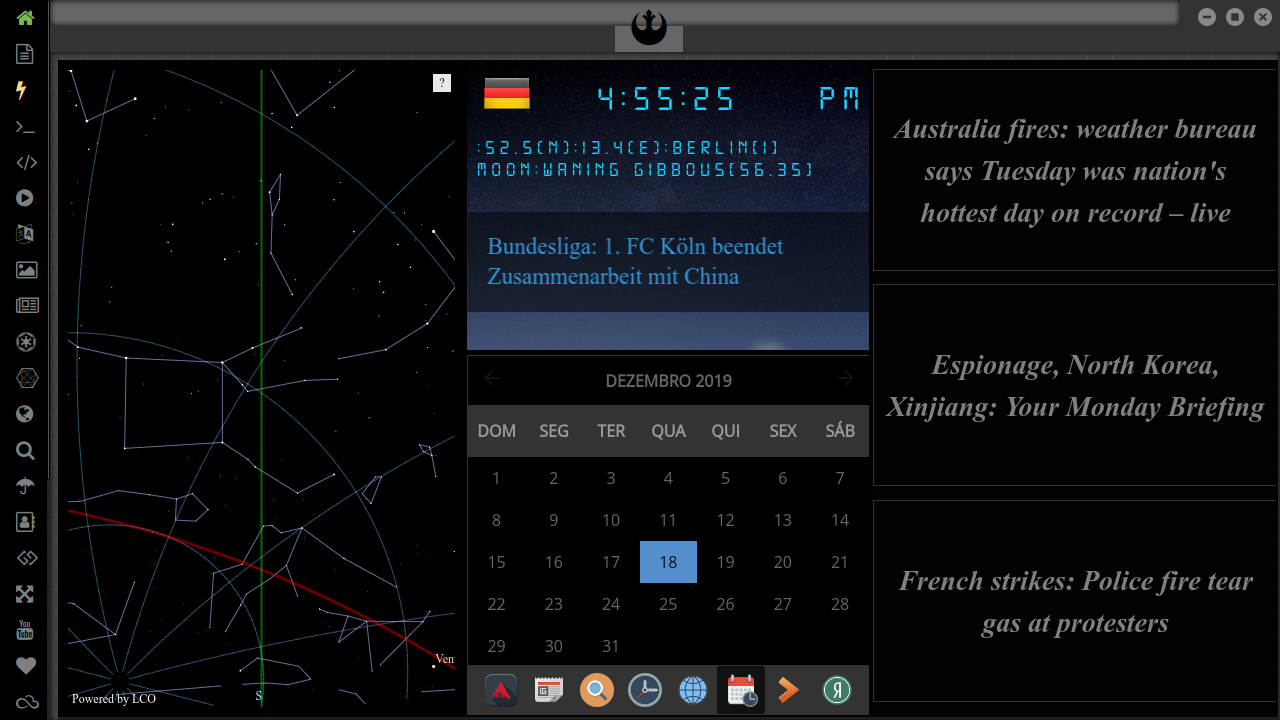 ?
Ven
S
Powered by LCO
4:55:25 PM
:52.5(N):13.4(E):BERLIN(1)
MOON:WANING GIBBOUS(56.35)
Bundesliga: 1. FC Köln beendet
Zusammenarbeit mit China
DEZEMBRO 2019
DOM SEG TER QUA QUI SEX SÁB
1 2 3 4 5 6 7
8 9 10 11 12 13 14
15 16 17 18 19 20 21
22 23 24 25 26 27 28
29 30 31
Australia fires: weather bureau
says Tuesday was nation's
hottest day on record – live
Espionage, North Korea,
Xinjiang: Your Monday Briefing
French strikes: Police fire tear
gas at protesters